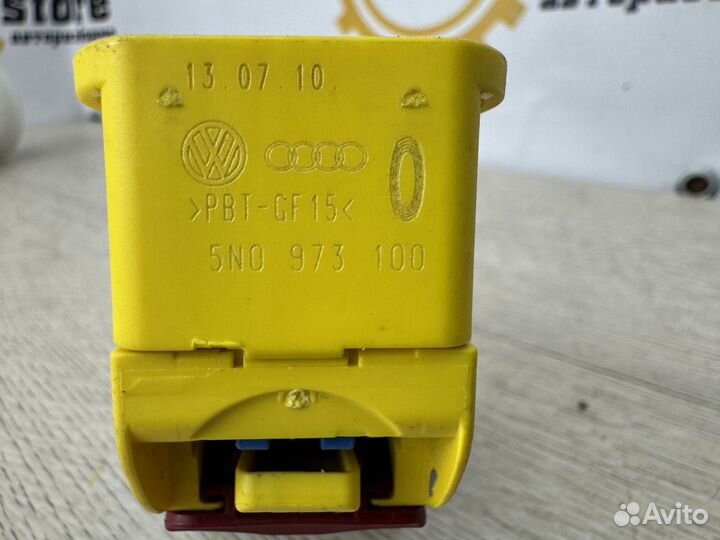 STORE
13.07.10.
>PBT-GF15<
5N0 973 100
Avito